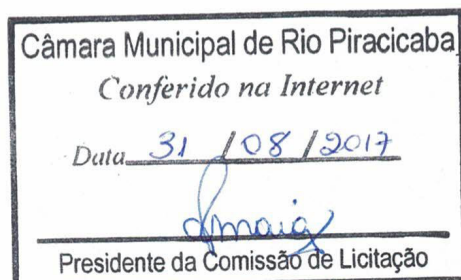 Câmara Municipal de Rio Piracicaba
Conferido na Internet
Data 31 / 08 / 2017
Presidente da Comissão de Licitação